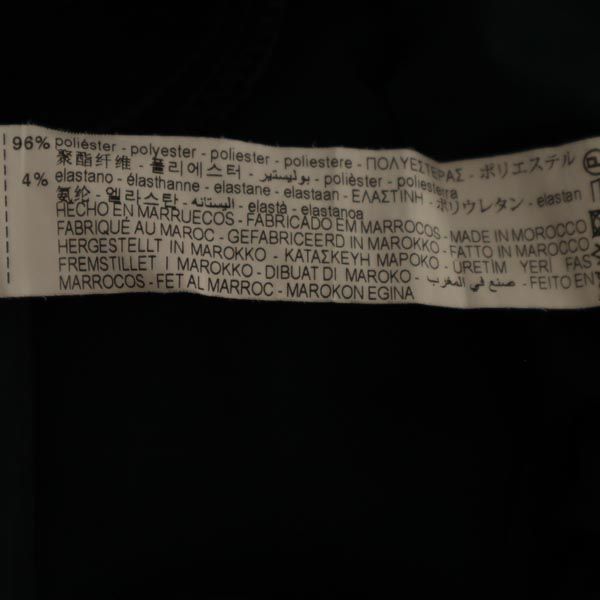 96% poliéster - polyester - poliester - poliestere - ΠΟΛΥΕΣΤΕΡΑΣ - ポリエステル
聚酯纤维 - 폴리에스터 - بوليستير - polièster - poliesterra
4% elastano - élasthanne - elastane - elastaan - ΕΛΑΣΤΙΝΗ - ポリウレタン - elastan
氨纶 - 엘라스탄 - اليستانه - elastà - elastanoa
HECHO EN MARRUECOS - FABRICADO EM MARROCOS - MADE IN MOROCCO
FABRIQUÉ AU MAROC - GEFABRICEERD IN MAROKKO - FATTO IN MAROCCO
HERGESTELLT IN MAROKKO - ΚΑΤΑΣΚΕΥΗ ΜΑΡΟΚΟ - ÜRETIM YERI FAS
FREMSTILLET I MAROKKO - DIBUAT DI MAROKO - صنع في المغرب - FEITO EN
MARROCOS - FET AL MARROC - MAROKON EGINA